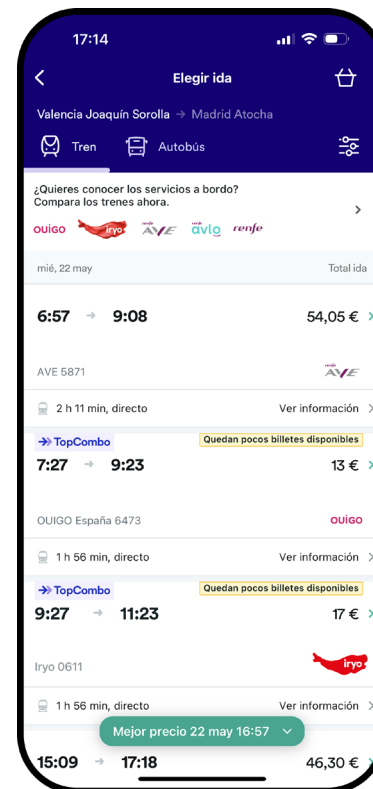 17:14
Elegir ida
Valencia Joaquín Sorolla → Madrid Atocha
Tren Autobús
¿Quieres conocer los servicios a bordo?
Compara los trenes ahora.
OUIGO iryo renfe AVE renfe avlo renfe
mié, 22 may Total ida
6:57 → 9:08 54,05 €
AVE 5871 renfe AVE
2 h 11 min, directo Ver información
TopCombo Quedan pocos billetes disponibles
7:27 → 9:23 13 €
OUIGO España 6473 OUIGO
1 h 56 min, directo Ver información
TopCombo Quedan pocos billetes disponibles
9:27 → 11:23 17 €
Iryo 0611 iryo
1 h 56 min, directo Ver información
Mejor precio 22 may 16:57
15:09 → 17:18 46,30 €